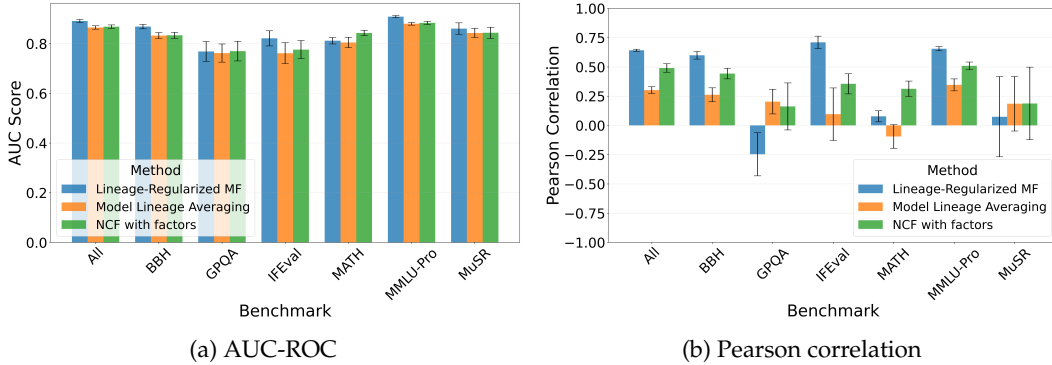 AUC Score
0.8
0.6
0.4
0.2
0.0
Method
Lineage-Regularized MF
Model Lineage Averaging
NCF with factors
All
BBH
GPQA
IFEval
MATH
MMLU-Pro
MuSR
Benchmark
(a) AUC-ROC
Pearson Correlation
1.00
0.75
0.50
0.25
0.00
−0.25
−0.50
−0.75
−1.00
Method
Lineage-Regularized MF
Model Lineage Averaging
NCF with factors
All
BBH
GPQA
IFEval
MATH
MMLU-Pro
MuSR
Benchmark
(b) Pearson correlation